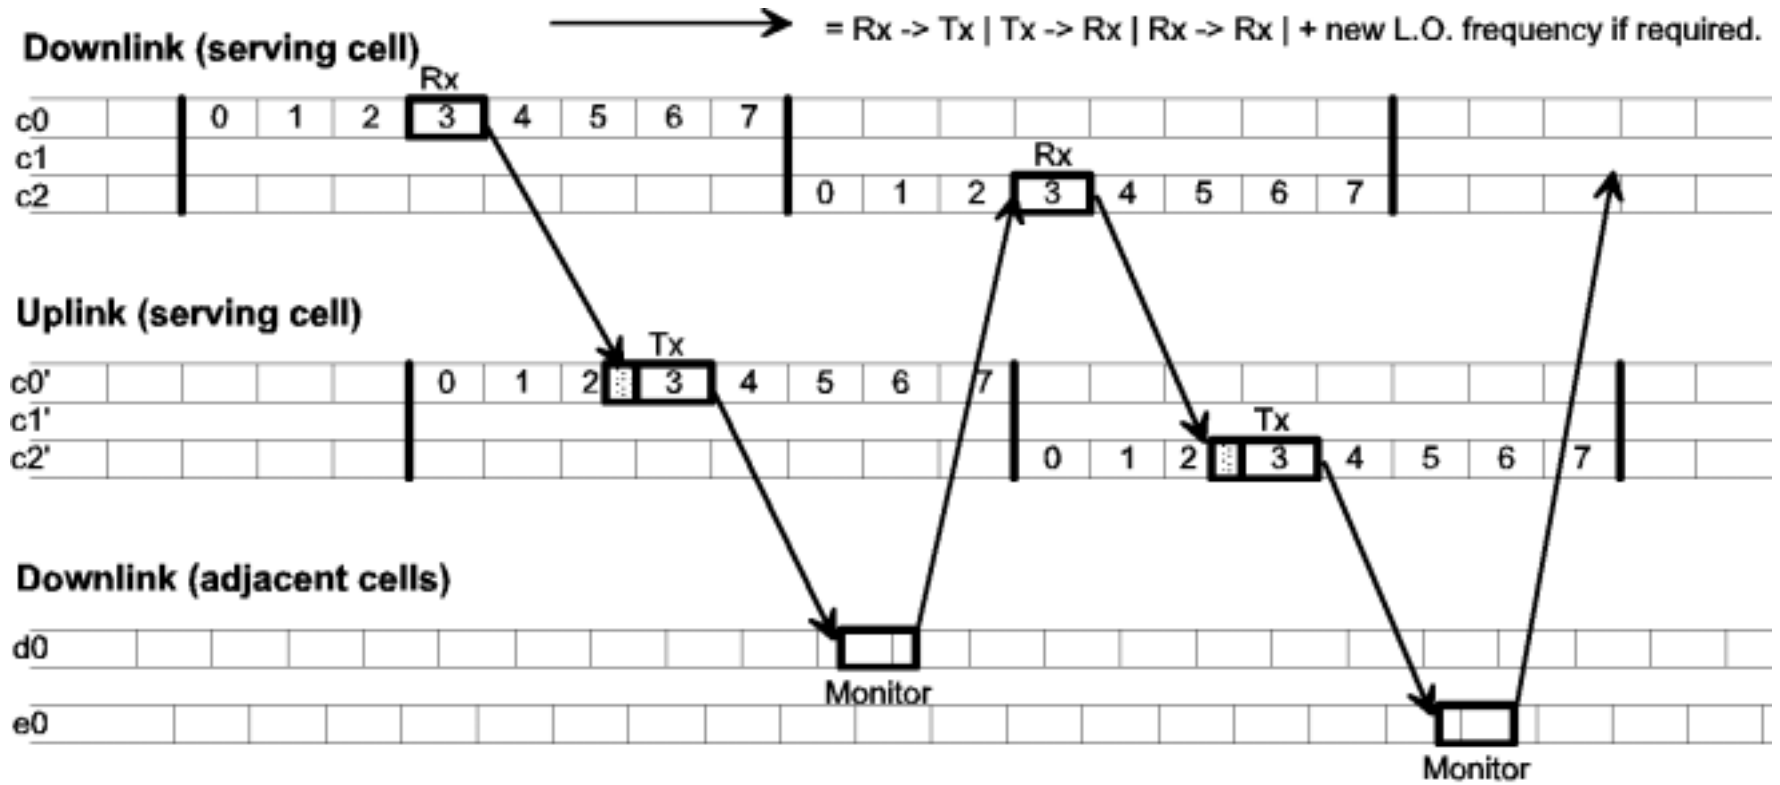 = Rx -> Tx | Tx -> Rx | Rx -> Rx | + new L.O. frequency if required.
Downlink (serving cell)
Rx
c0 0 1 2 3 4 5 6 7
c1
Rx
c2 0 1 2 3 4 5 6 7
Uplink (serving cell)
Tx
c0' 0 1 2 3 4 5 6 7
c1'
Tx
c2' 0 1 2 3 4 5 6 7
Downlink (adjacent cells)
d0
Monitor
e0
Monitor